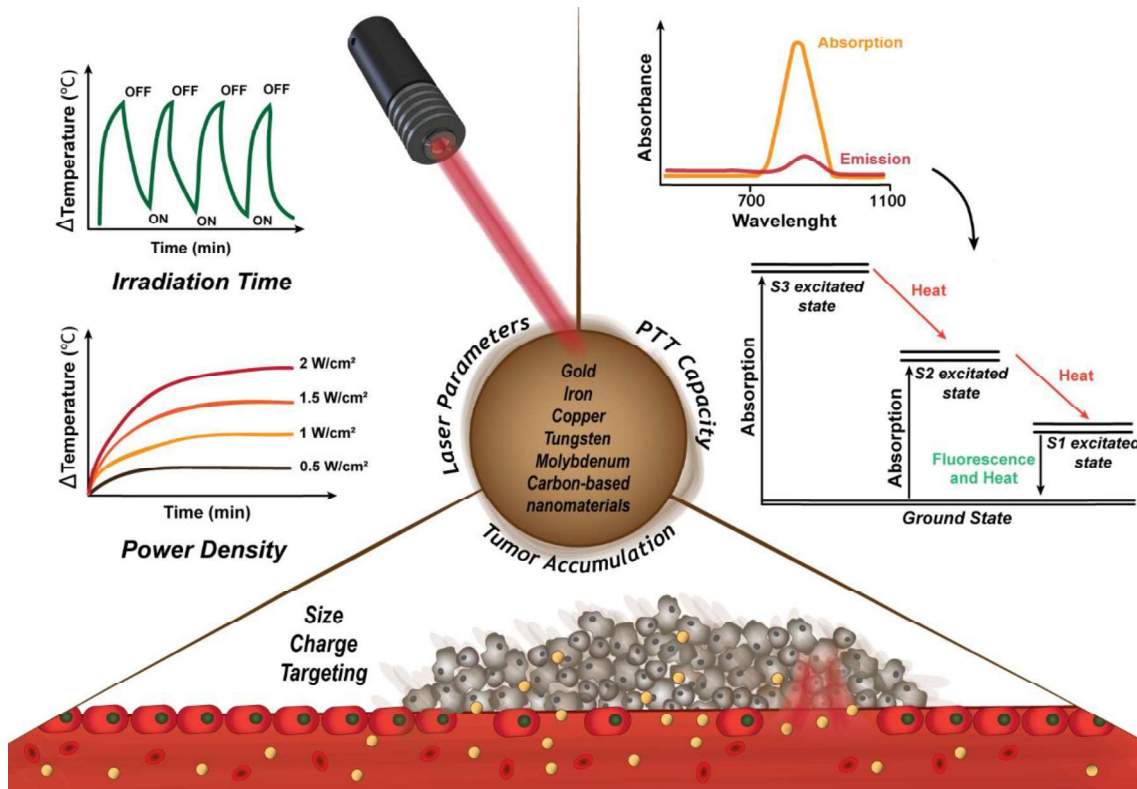 ΔTemperature (°C)
OFF
OFF
OFF
OFF
ON
ON
ON
Time (min)
Irradiation Time
ΔTemperature (°C)
2 W/cm²
1.5 W/cm²
1 W/cm²
0.5 W/cm²
Time (min)
Power Density
Laser Parameters
PTT Capacity
Tumor Accumulation
Gold
Iron
Copper
Tungsten
Molybdenum
Carbon-based
nanomaterials
Absorbance
Absorption
Emission
700
1100
Wavelenght
Absorption
S3 excitated
state
Heat
Absorption
S2 excitated
state
Heat
S1 excitated
state
Fluorescence
and Heat
Ground State
Size
Charge
Targeting